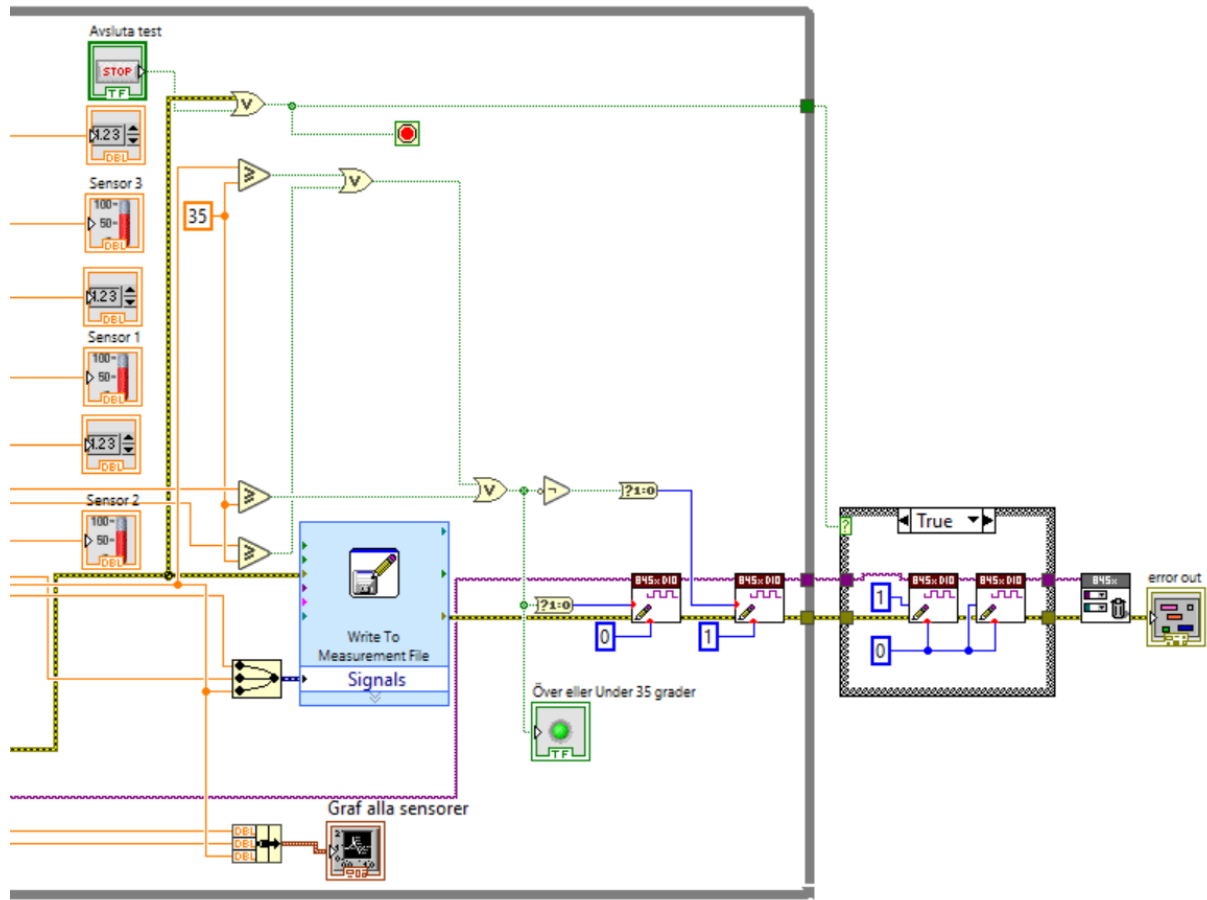 Avsluta test
STOP
TF
1.23
DBL
Sensor 3
100-
50-
DBL
35
1.23
DBL
Sensor 1
100-
50-
DBL
1.23
DBL
Sensor 2
100-
50-
DBL
V
V
V
?1:0
?1:0
Write To
Measurement File
Signals
845x DIO
845x DIO
0
1
Över eller Under 35 grader
TF
?
True
845x DIO
845x DIO
1
0
845x
error out
Graf alla sensorer
DBL
DBL
DBL